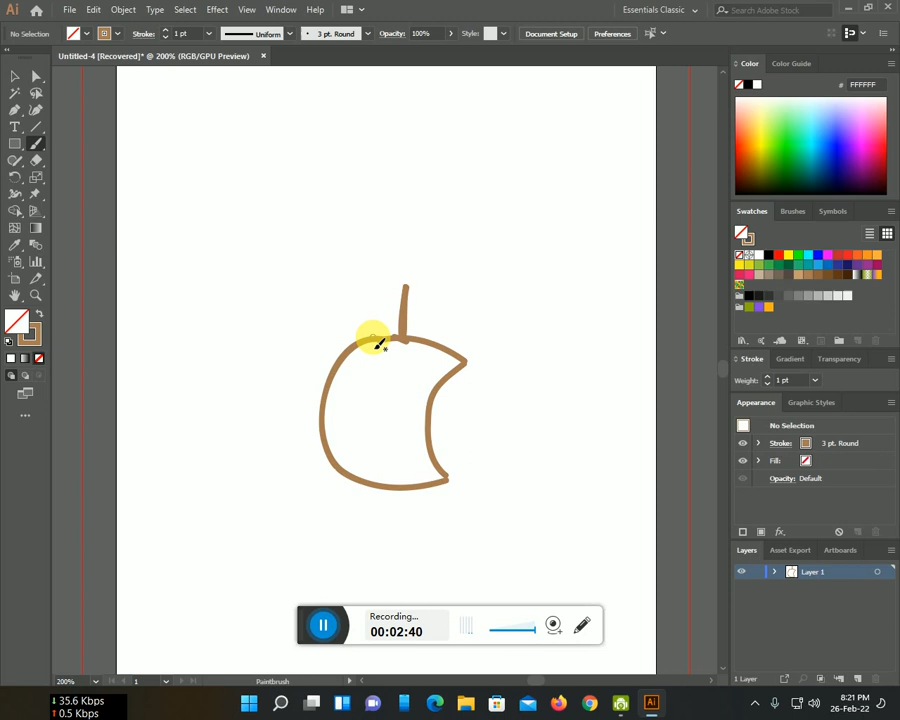 Ai File Edit Object Type Select Effect View Window Help Essentials Classic Search Adobe Stock
No Selection Stroke: 1 pt Uniform 3 pt. Round Opacity: 100% Style: Document Setup Preferences
Untitled-4 [Recovered]* @ 200% (RGB/GPU Preview) ×
Color Color Guide
# FFFFFF
Swatches Brushes Symbols
Stroke Gradient Transparency
Weight: 1 pt
Appearance Graphic Styles
No Selection
Stroke: 3 pt. Round
Fill:
Opacity: Default
fx
Layers Asset Export Artboards
Layer 1
Recording...
00:02:40
200% 1 Paintbrush 1 Layer
35.6 Kbps
0.5 Kbps
Ai
8:21 PM
26-Feb-22